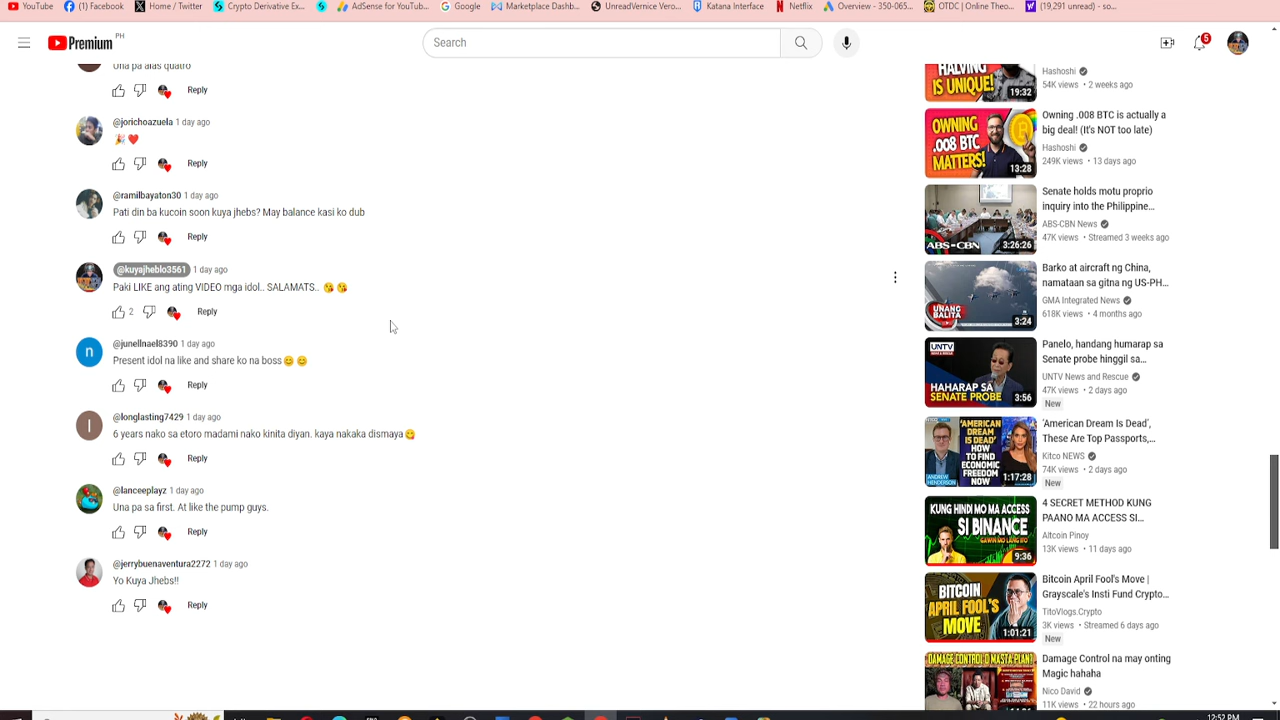 YouTube
(1) Facebook
Home / Twitter
Crypto Derivative Ex...
AdSense for YouTub...
Google
Marketplace Dashb...
UnreadVernice Vero...
Katana Interface
Netflix
Overview - 350-065...
OTDC | Online Theo...
(19,291 unread) - so...
Premium PH
Search
5
Una pa alas quatro
Reply
@jorichoazuela 1 day ago
🎉❤️
Reply
@ramilbayaton30 1 day ago
Pati din ba kucoin soon kuya jhebs? May balance kasi ko dub
Reply
@kuyajheblo3561 1 day ago
Paki LIKE ang ating VIDEO mga idol.. SALAMATS.. 😘😘
2 Reply
n
@junellnael8390 1 day ago
Present idol na like and share ko na boss😊😊
Reply
l
@longlasting7429 1 day ago
6 years nako sa etoro madami nako kinita diyan. kaya nakaka dismaya😋
Reply
@lanceeplayz 1 day ago
Una pa sa first. At like the pump guys.
Reply
@jerrybuenaventura2272 1 day ago
Yo Kuya Jhebs!!
Reply
HALVING
IS UNIQUE!
19:32
Hashoshi
54K views • 2 weeks ago
OWNING
.008 BTC
MATTERS!
13:28
Owning .008 BTC is actually a
big deal! (It's NOT too late)
Hashoshi
249K views • 13 days ago
ABS-CBN
3:26:26
Senate holds motu proprio
inquiry into the Philippine...
ABS-CBN News
47K views • Streamed 3 weeks ago
UNANG
BALITA
3:24
Barko at aircraft ng China,
namataan sa gitna ng US-PH...
GMA Integrated News
618K views • 4 months ago
UNTV
HAHARAP SA
SENATE PROBE
3:56
Panelo, handang humarap sa
Senate probe hinggil sa...
UNTV News and Rescue
47K views • 2 days ago
New
'AMERICAN
DREAM
IS DEAD'
HOW
TO FIND
ECONOMIC
FREEDOM
NOW
ANDREW
HENDERSON
1:17:28
'American Dream Is Dead',
These Are Top Passports,...
Kitco NEWS
74K views • 2 days ago
New
KUNG HINDI MO MA ACCESS
SI BINANCE
GAWIN MO LANG ITO
9:36
4 SECRET METHOD KUNG
PAANO MA ACCESS SI...
Altcoin Pinoy
13K views • 11 days ago
BITCOIN
APRIL FOOL'S
MOVE
1:01:21
Bitcoin April Fool's Move |
Grayscale's Insti Fund Crypto...
TitoVlogs.Crypto
3K views • Streamed 6 days ago
New
DAMAGE CONTROL O MASTA PLAN?
Damage Control na may onting
Magic hahaha
Nico David
11K views • 22 hours ago
12:52 PM